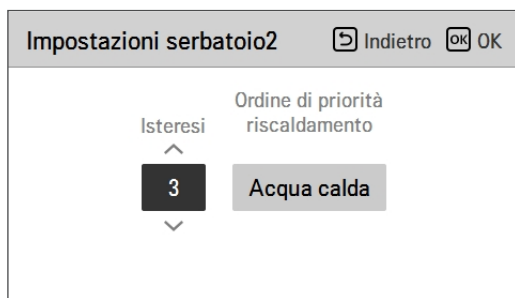 Impostazioni serbatoio2 Indietro OK OK
Isteresi
Ordine di priorità
riscaldamento
3
Acqua calda